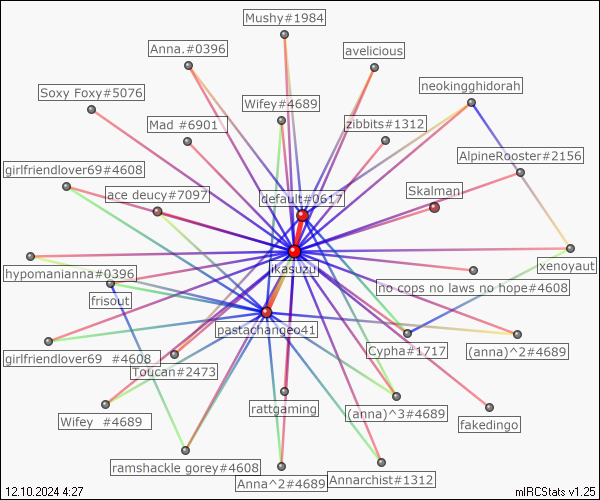 Mushy#1984
Anna.#0396
avelicious
neokingghidorah
Soxy Foxy#5076
Wifey#4689
Mad #6901
zibbits#1312
AlpineRooster#2156
girlfriendlover69#4608
ace deucy#7097
Skalman
default#0617
ikasuzu
xenoyaut
hypomaniamia#0396
no cops no laws no hope#4608
frisout
pastachangeo41
girlfriendlover69 #4608
Cypha#1717
(anna)^2#4689
Toucan#2473
rattgaming
(anna)^3#4689
Wifey #4689
fakedingo
ramshackle gorey#4608
Anna^2#4689
Annarchist#1312
12.10.2024 4:27
mIRCStats v1.25